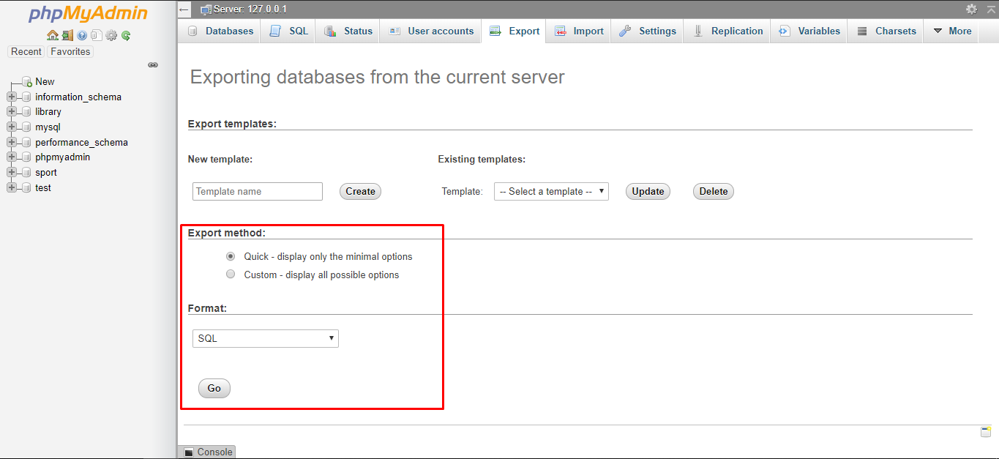 phpMyAdmin
Recent Favorites
New
information_schema
library
mysql
performance_schema
phpmyadmin
sport
test
Server: 127.0.0.1
Databases SQL Status User accounts Export Import Settings Replication Variables Charsets More
Exporting databases from the current server
Export templates:
New template: Existing templates:
Template name Create Template: -- Select a template -- Update Delete
Export method:
Quick - display only the minimal options
Custom - display all possible options
Format:
SQL
Go
Console